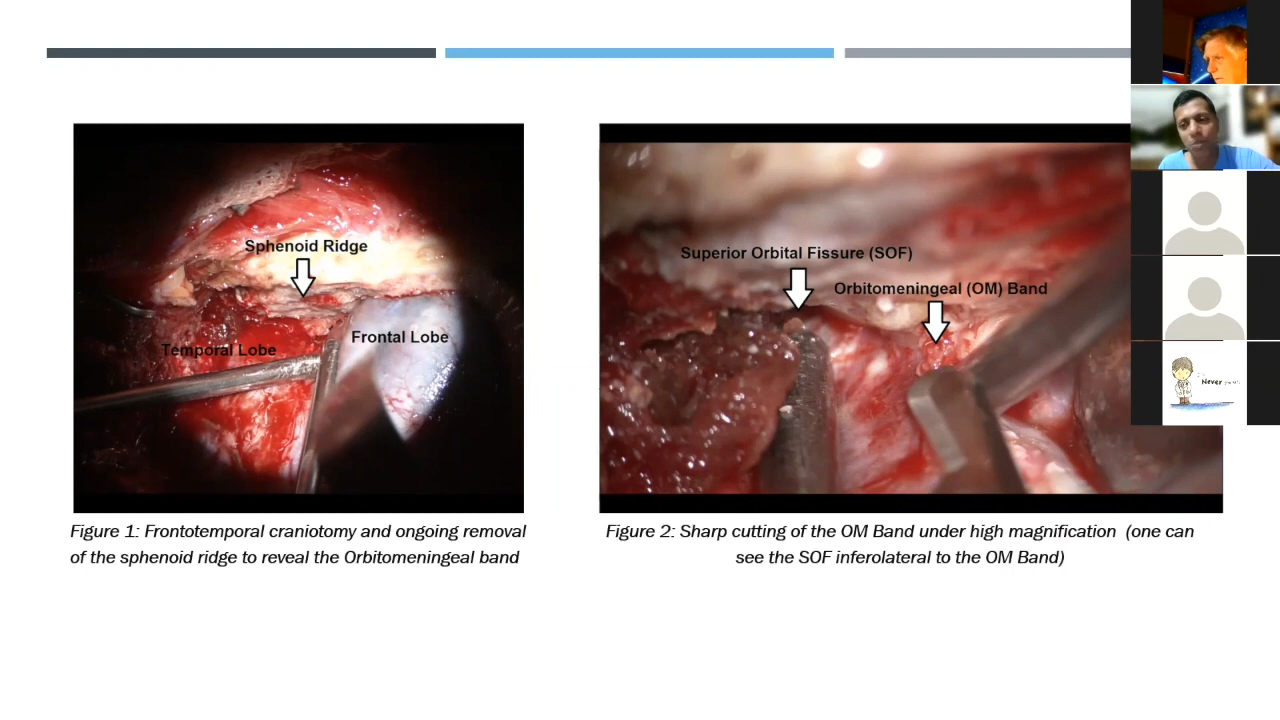 Sphenoid Ridge
Frontal Lobe
Temporal Lobe
Superior Orbital Fissure (SOF)
Orbitomeningeal (OM) Band
Never
Figure 1: Frontotemporal craniotomy and ongoing removal
of the sphenoid ridge to reveal the Orbitomeningeal band
Figure 2: Sharp cutting of the OM Band under high magnification (one can
see the SOF inferolateral to the OM Band)